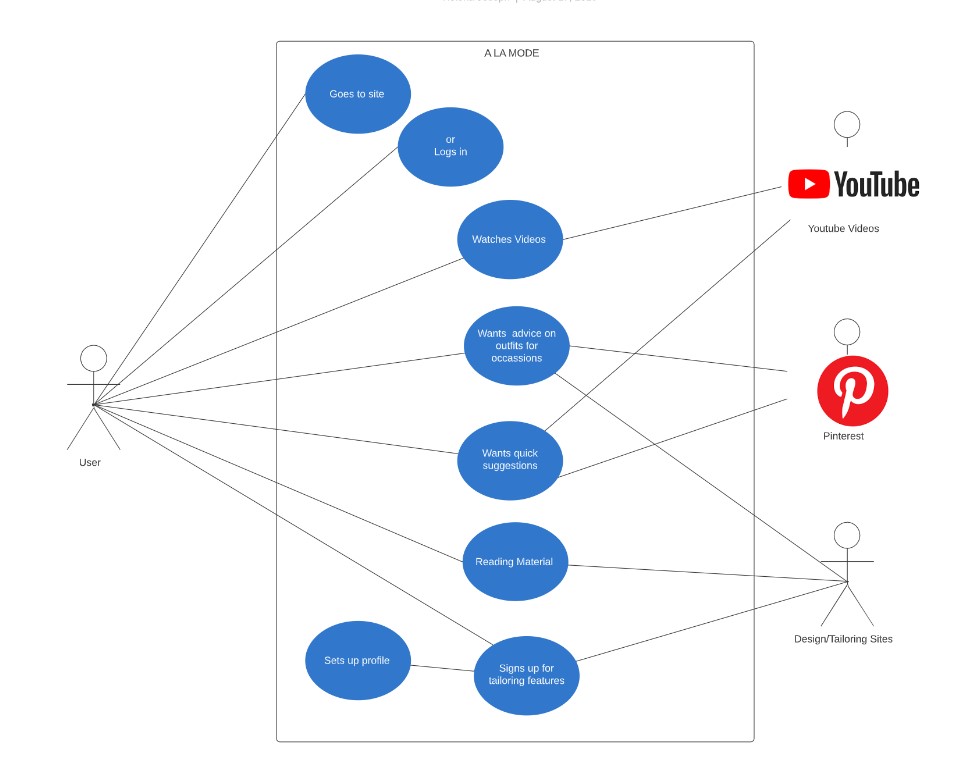 A LA MODE
Goes to site
or
Logs in
YouTube
Watches Videos
Youtube Videos
Wants advice on
outfits for
occassions
Pinterest
User
Wants quick
suggestions
Reading Material
Design/Tailoring Sites
Sets up profile
Signs up for
tailoring features